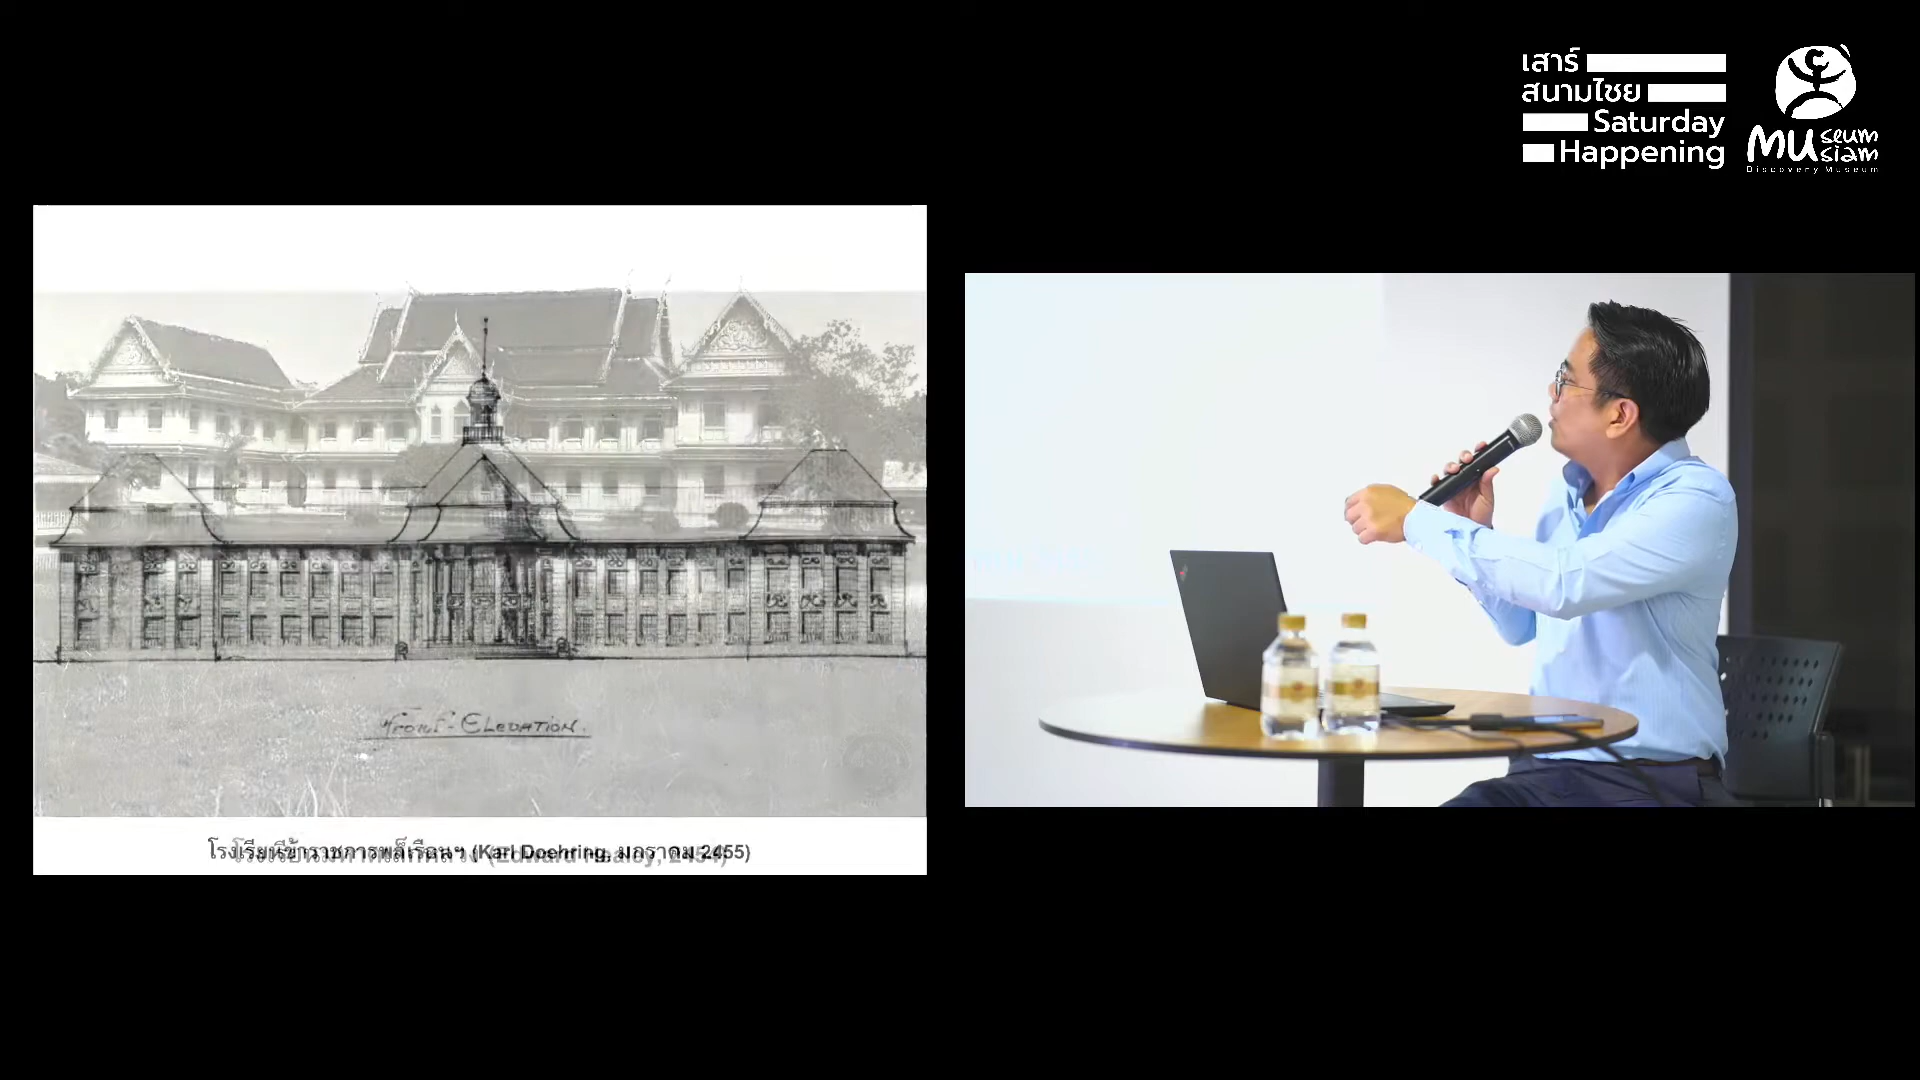 เสาร์
สนามไชย
Saturday
Happening
Museum
Siam
Discovery Museum
Front-Elevation.
โรงเรียนข้าราชการพลเรือนฯ (Karl Doehring, มกราคม 2455)